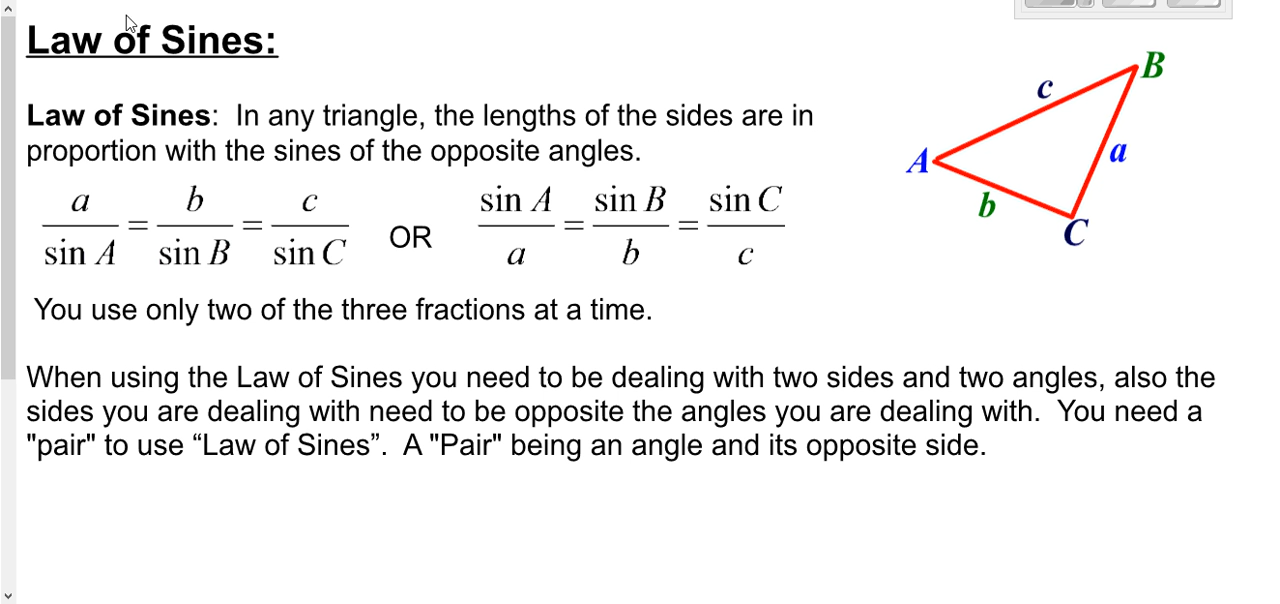 Law of Sines:
Law of Sines:  In any triangle, the lengths of the sides are in
proportion with the sines of the opposite angles.
a/sin A = b/sin B = c/sin C OR sin A/a = sin B/b = sin C/c
You use only two of the three fractions at a time.
When using the Law of Sines you need to be dealing with two sides and two angles, also the
sides you are dealing with need to be opposite the angles you are dealing with.  You need a
"pair" to use “Law of Sines”.  A "Pair" being an angle and its opposite side.
B
c
A
a
b
C